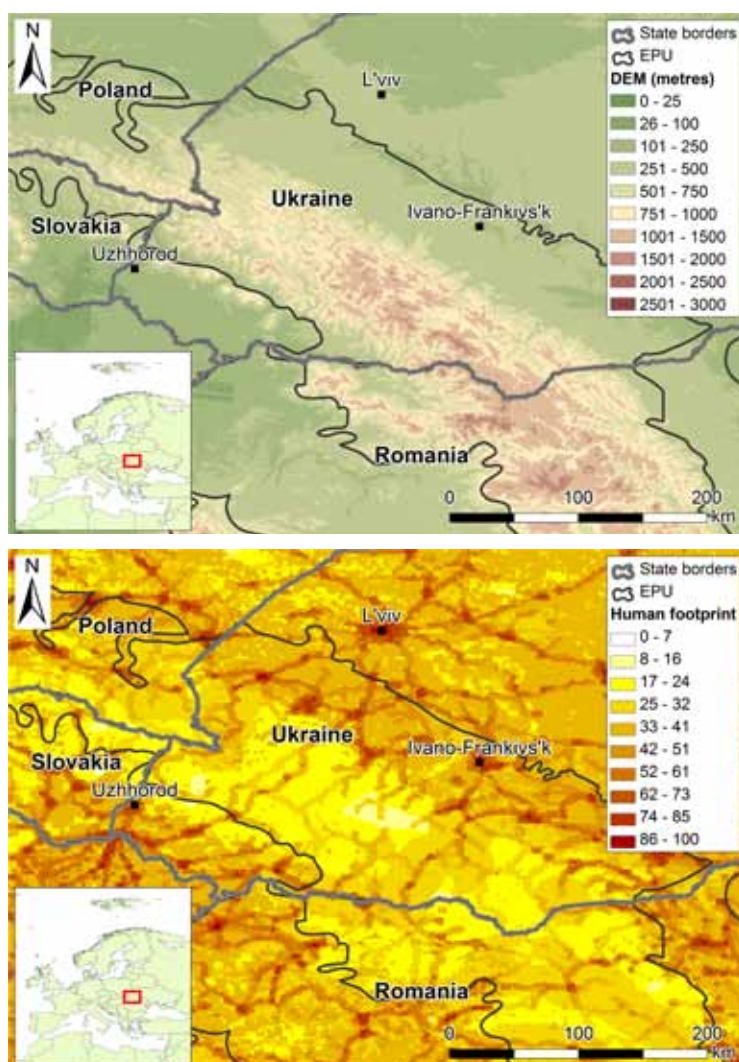 N
State borders
EPU
DEM (metres)
0 - 25
26 - 100
101 - 250
251 - 500
501 - 750
751 - 1000
1001 - 1500
1501 - 2000
2001 - 2500
2501 - 3000
Poland
L'viv
Ukraine
Ivano-Frankivs'k
Slovakia
Uzhhorod
Romania
0 100 200
km
N
State borders
EPU
Human footprint
0 - 7
8 - 16
17 - 24
25 - 32
33 - 41
42 - 51
52 - 61
62 - 73
74 - 85
86 - 100
Poland
L'viv
Ukraine
Ivano-Frankivs'k
Slovakia
Uzhhorod
Romania
0 100 200
km